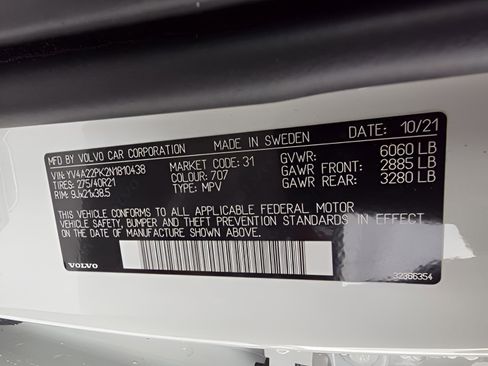 MFD BY VOLVO CAR CORPORATION MADE IN SWEDEN DATE: 10/21
VIN: YV4A22PK2N1810438 MARKET CODE: 31 GVWR: 6060 LB
TIRES: 275/40R21 COLOUR: 707 GAWR FRONT: 2885 LB
RIM: 9Jx21x38.5 TYPE: MPV GAWR REAR: 3280 LB
THIS VEHICLE CONFORMS TO ALL APPLICABLE FEDERAL MOTOR
VEHICLE SAFETY, BUMPER AND THEFT PREVENTION STANDARDS IN EFFECT
ON THE DATE OF MANUFACTURE SHOWN ABOVE.
VOLVO 32366354